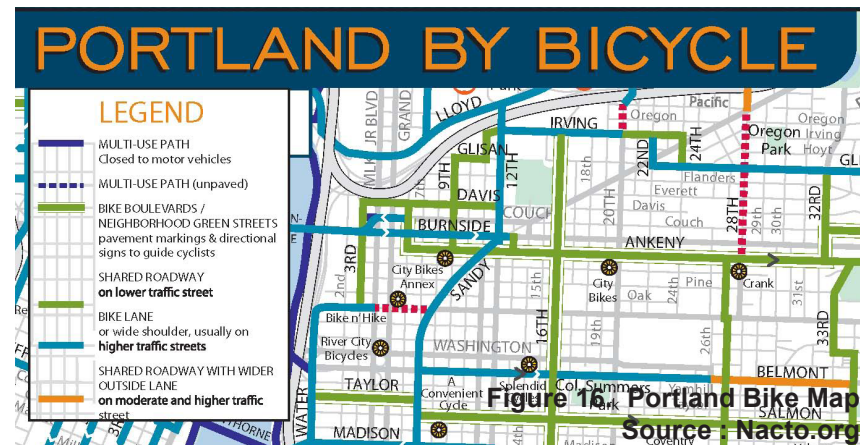 PORTLAND BY BICYCLE
LEGEND
MULTI-USE PATH
Closed to motor vehicles
MULTI-USE PATH (unpaved)
BIKE BOULEVARDS /
NEIGHBORHOOD GREEN STREETS
pavement markings & directional
signs to guide cyclists
SHARED ROADWAY
on lower traffic street
BIKE LANE
or wide shoulder, usually on
higher traffic streets
SHARED ROADWAY WITH WIDER
OUTSIDE LANE
on moderate and higher traffic
street
JR BLVD
GRAND
LLOYD
Pacific
Oregon
Oregon
IRVING
Oregon Irving
Park Hoyt
GLISAN
9TH
12TH
18th
22ND
24TH
Flanders
Everett
DAVIS
COUCH
20TH
Davis
Couch
28TH
29th
30th
32RD
BURNSIDE
ANKENY
3RD
2nd
City Bikes
Annex
SANDY
15th
City
Bikes
Oak
24th
Pine
Crank
31st
Bike n'Hike
16TH
19th
26th
33RD
River City
Bicycles
WASHINGTON
BELMONT
WATER
TAYLOR
A
Convenient
Cycle
Splendid
Col. Summers
Park
Yamhill
SALMON
MADISON
14th
Madison
Coventry
Figure 16. Portland Bike Map
Source : Nacto.org